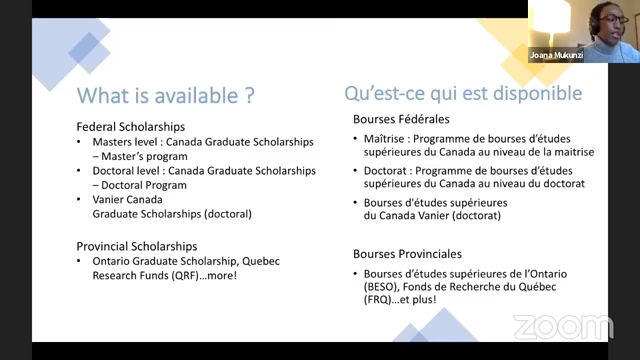 Joana Mukunzi
What is available ?
Federal Scholarships
• Masters level : Canada Graduate Scholarships
– Master's program
• Doctoral level : Canada Graduate Scholarships
– Doctoral Program
• Vanier Canada
Graduate Scholarships (doctoral)
Provincial Scholarships
• Ontario Graduate Scholarship, Quebec
Research Funds (QRF)…more!
Qu'est-ce qui est disponible
Bourses Fédérales
• Maîtrise : Programme de bourses d'études
supérieures du Canada au niveau de la maitrise
• Doctorat : Programme de bourses d'études
supérieures du Canada au niveau du doctorat
• Bourses d'études supérieures
du Canada Vanier (doctorat)
Bourses Provinciales
• Bourses d'études supérieures de l'Ontario
(BESO), Fonds de Recherche du Québec
(FRQ)…et plus!
zoom